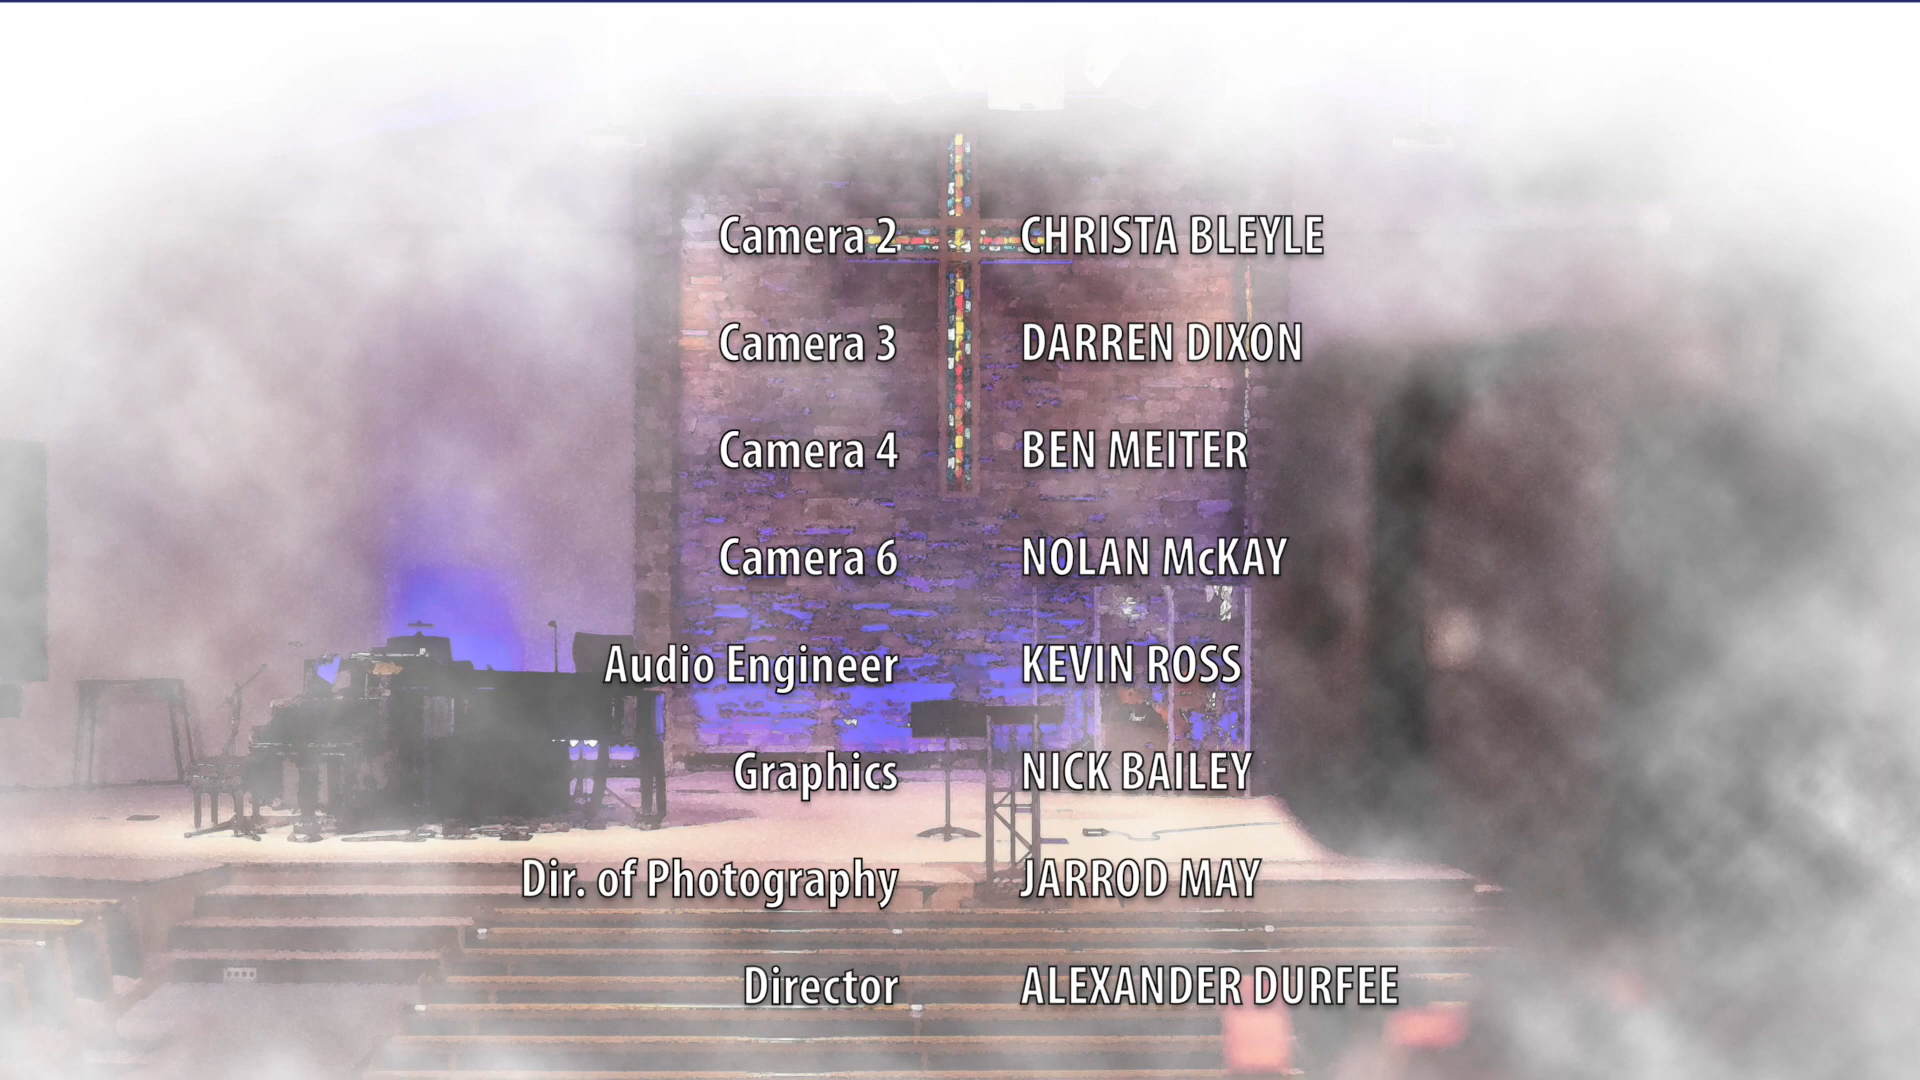 Camera 2 CHRISTA BLEYLE
Camera 3 DARREN DIXON
Camera 4 BEN MEITER
Camera 6 NOLAN McKAY
Audio Engineer KEVIN ROSS
Graphics NICK BAILEY
Dir. of Photography JARROD MAY
Director ALEXANDER DURFEE